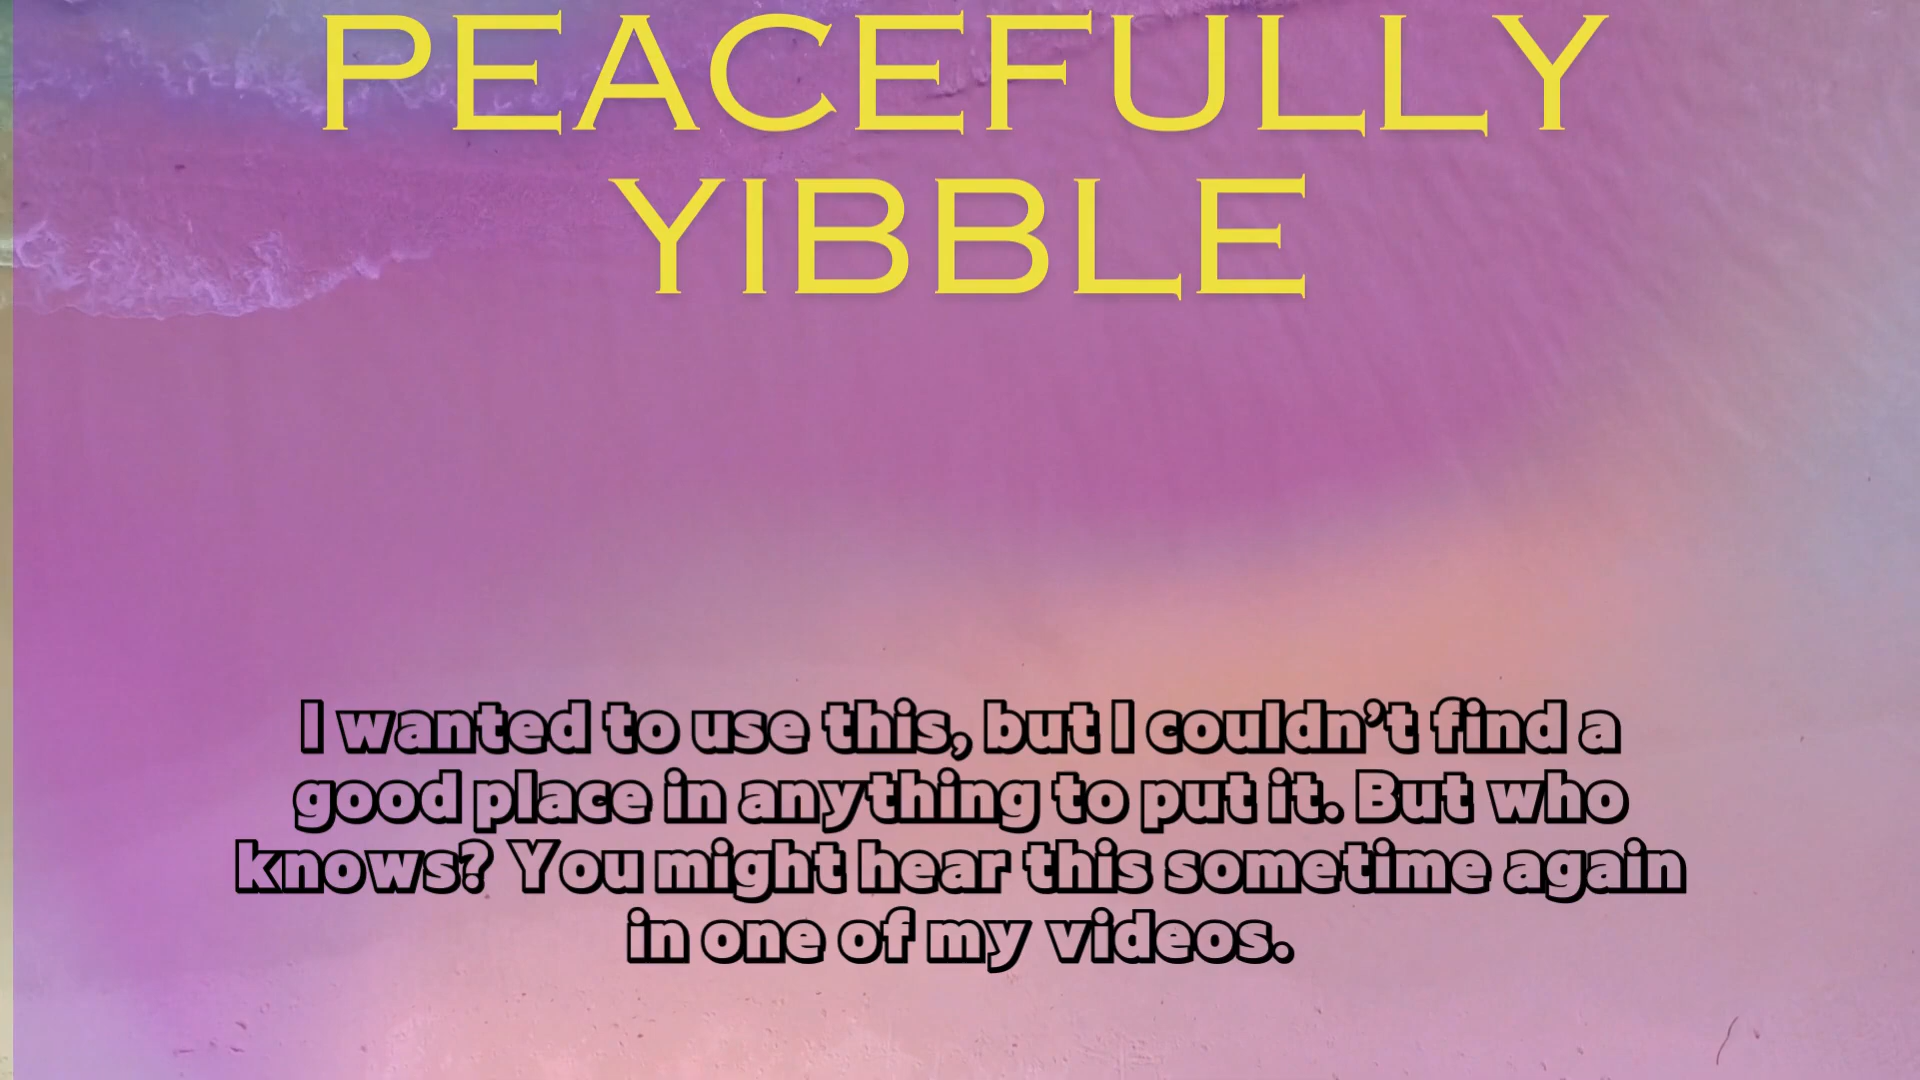 PEACEFULLY
YIBBLE
I wanted to use this, but I couldn’t find a
good place in anything to put it. But who
knows? You might hear this sometime again
in one of my videos.